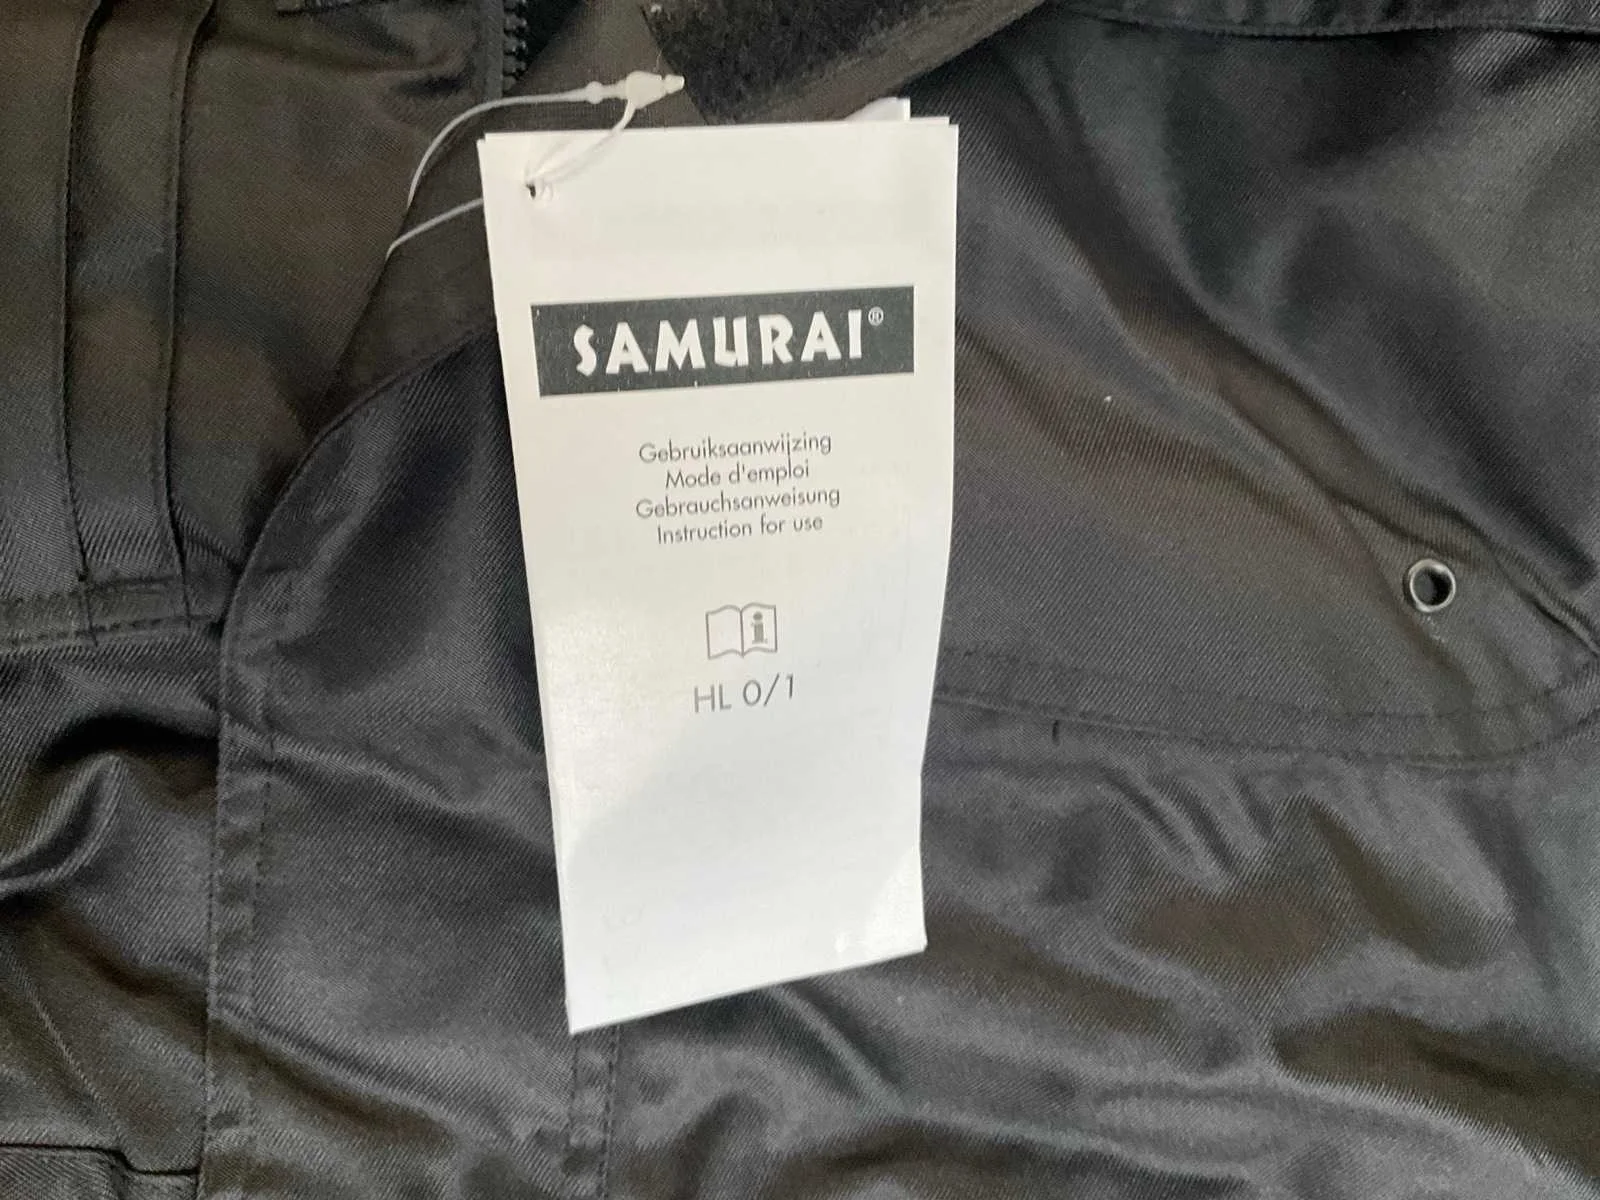 SAMURAI®
Gebruiksaanwijzing
Mode d'emploi
Gebrauchsanweisung
Instruction for use
i
HL 0/1